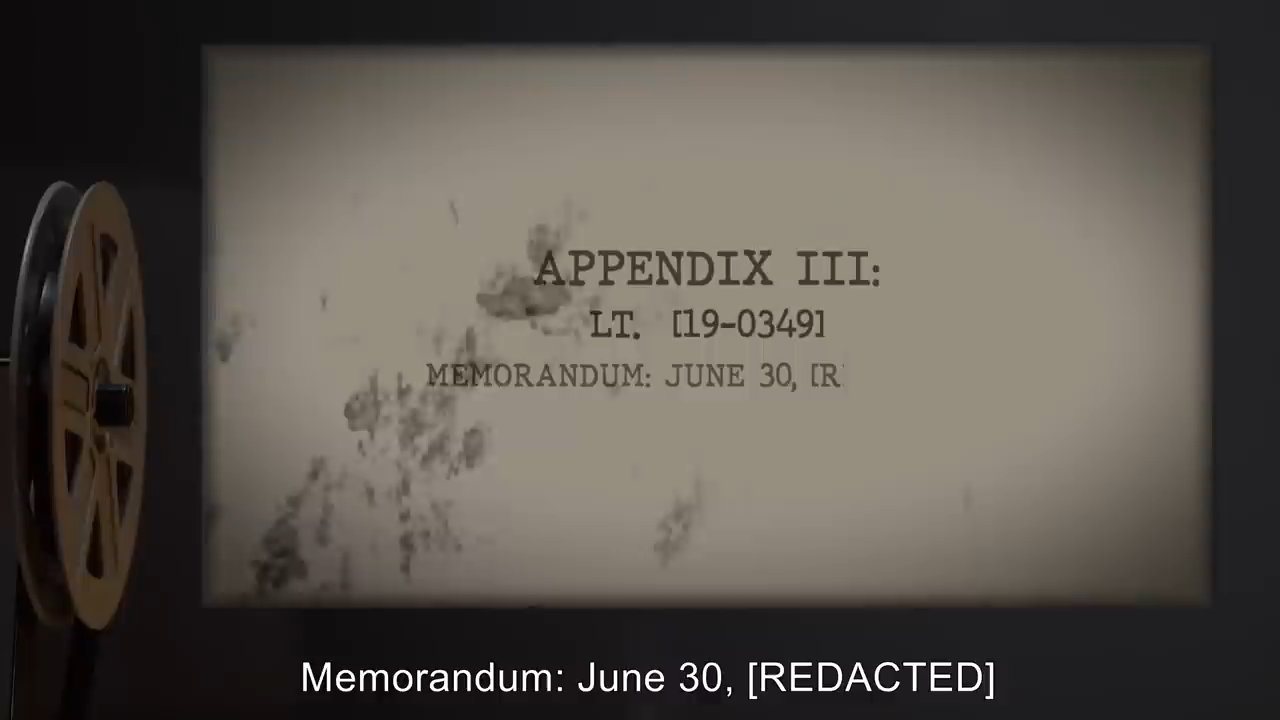 APPENDIX III:
LT. [19-0349]
MEMORANDUM: JUNE 30, [R
Memorandum: June 30, [REDACTED]